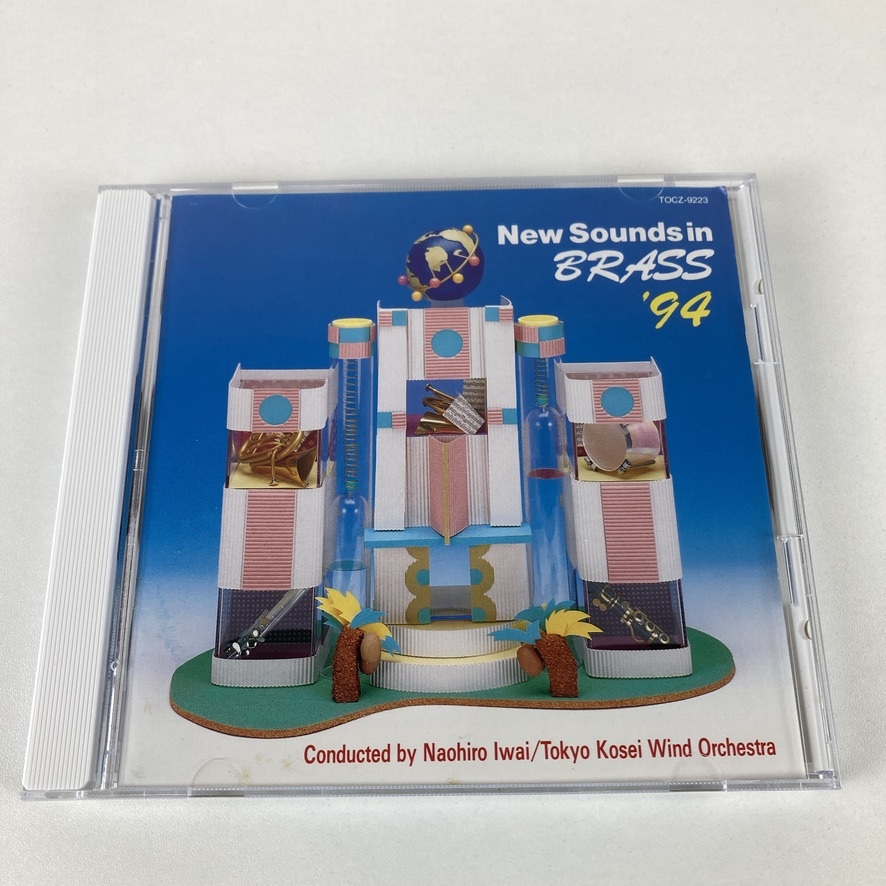 TOCZ-9223
New Sounds in
BRASS
'94
Conducted by Naohiro Iwai/Tokyo Kosei Wind Orchestra